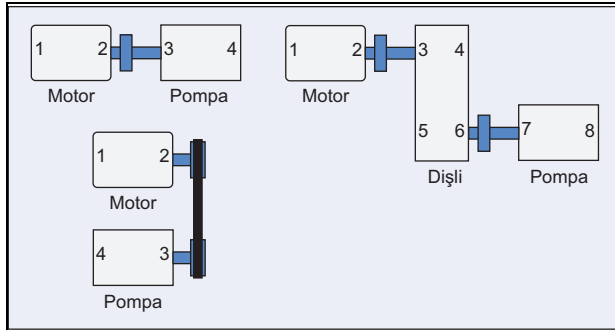 1 2 3 4
Motor Pompa
1 2 3 4
5 6 7 8
Motor Dişli Pompa
1 2
Motor
4 3
Pompa